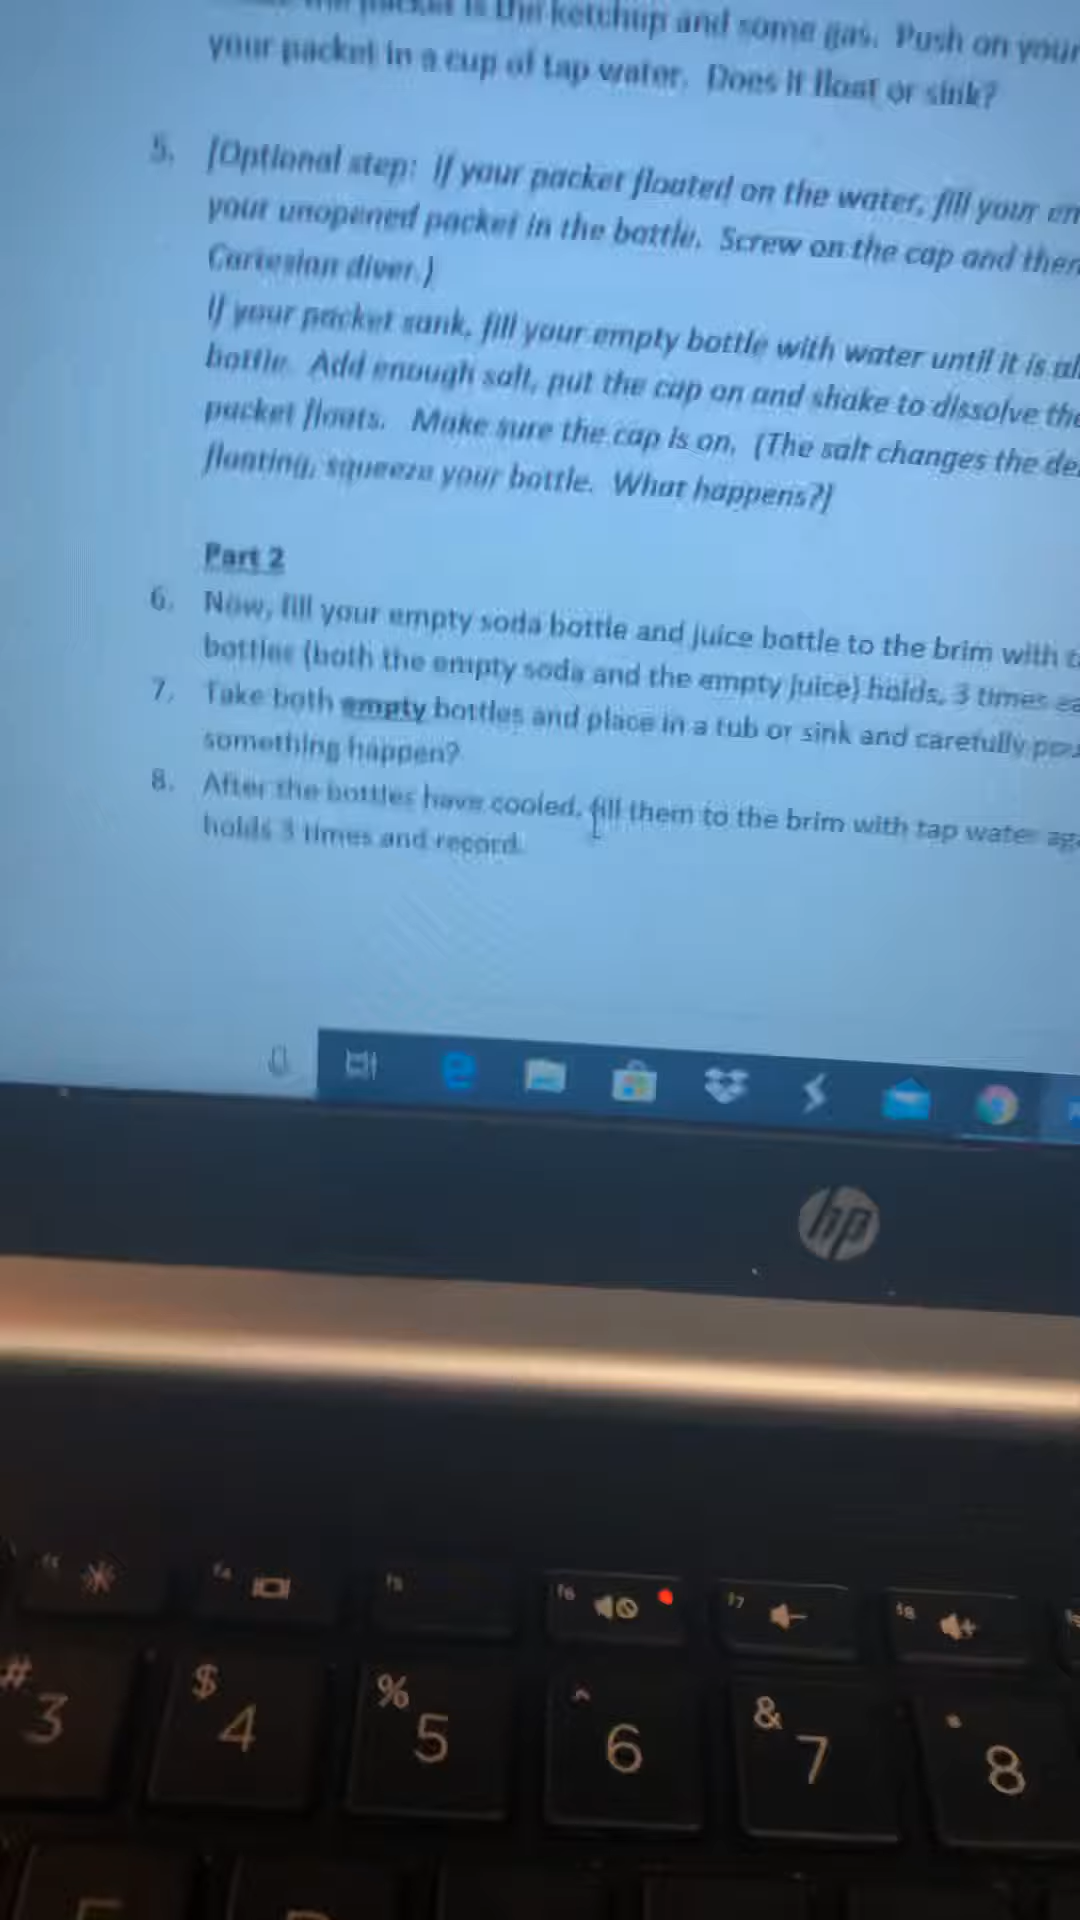 is the ketchup and some gas. Push on your
your packet in a cup of tap water. Does it float or sink?
5. [Optional step: If your packet floated on the water, fill your
your unopened packet in the bottle. Screw on the cap and then
Cartesian diver.)
If your packet sank, fill your empty bottle with water until it is
bottle. Add enough salt, put the cap on and shake to dissolve the
packet floats. Make sure the cap is on. (The salt changes the
floating, squeeze your bottle. What happens?]
Part 2
6. Now, fill your empty soda bottle and juice bottle to the brim with
bottles (both the empty soda and the empty juice) holds, 3 times
7. Take both empty bottles and place in a tub or sink and carefully
something happen?
8. After the bottles have cooled, fill them to the brim with tap water
holds 3 times and record.
hp
f4
f5
f6
f7
f8
# 3
$ 4
% 5
^ 6
& 7
* 8